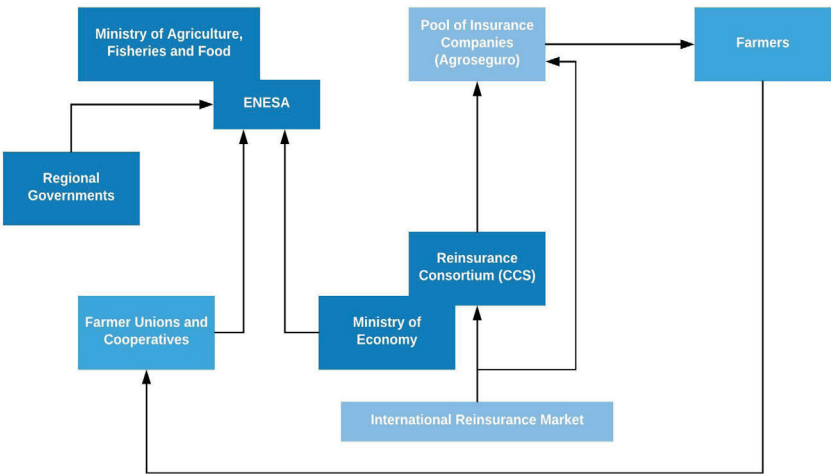 Ministry of Agriculture,
Fisheries and Food
Pool of Insurance
Companies
(Agroseguro)
Farmers
ENESA
Regional
Governments
Reinsurance
Consortium (CCS)
Farmer Unions and
Cooperatives
Ministry of
Economy
International Reinsurance Market